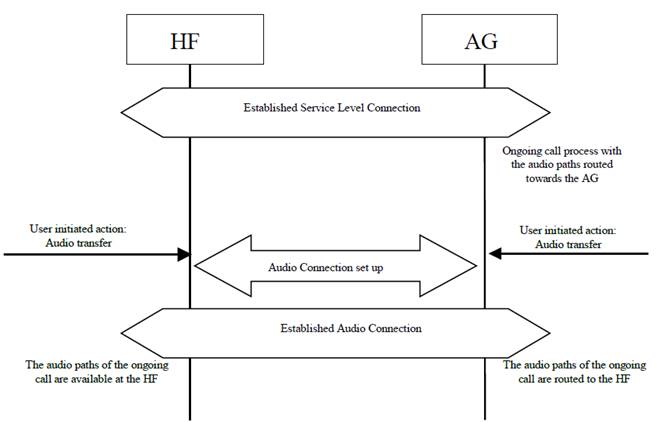 HF
AG
Established Service Level Connection
Ongoing call process with
the audio paths routed
towards the AG
User initiated action:
Audio transfer
User initiated action:
Audio transfer
Audio Connection set up
Established Audio Connection
The audio paths of the ongoing
call are available at the HF
The audio paths of the ongoing
call are routed to the HF